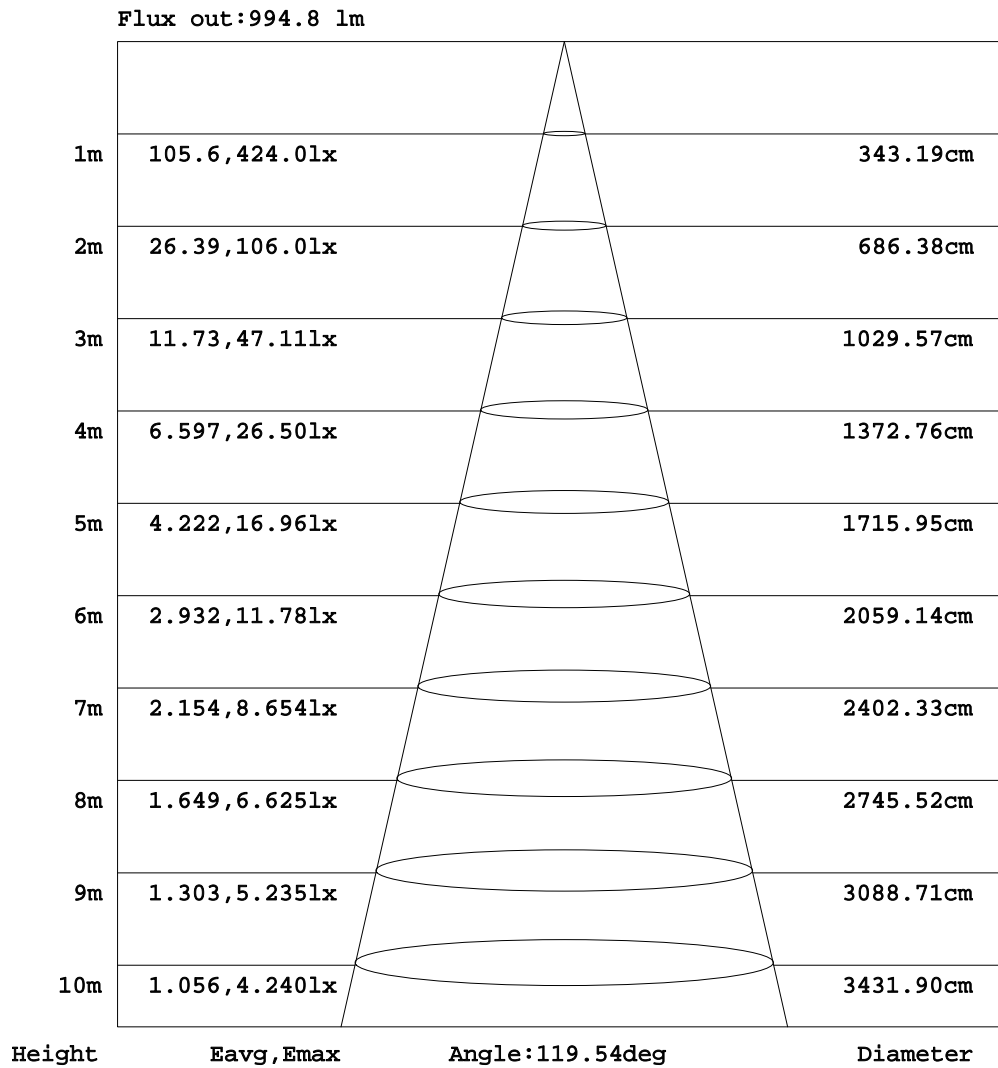 Flux out:994.8 lm
1m 105.6,424.0lx 343.19cm
2m 26.39,106.0lx 686.38cm
3m 11.73,47.11lx 1029.57cm
4m 6.597,26.50lx 1372.76cm
5m 4.222,16.96lx 1715.95cm
6m 2.932,11.78lx 2059.14cm
7m 2.154,8.654lx 2402.33cm
8m 1.649,6.625lx 2745.52cm
9m 1.303,5.235lx 3088.71cm
10m 1.056,4.240lx 3431.90cm
Height Eavg,Emax Angle:119.54deg Diameter